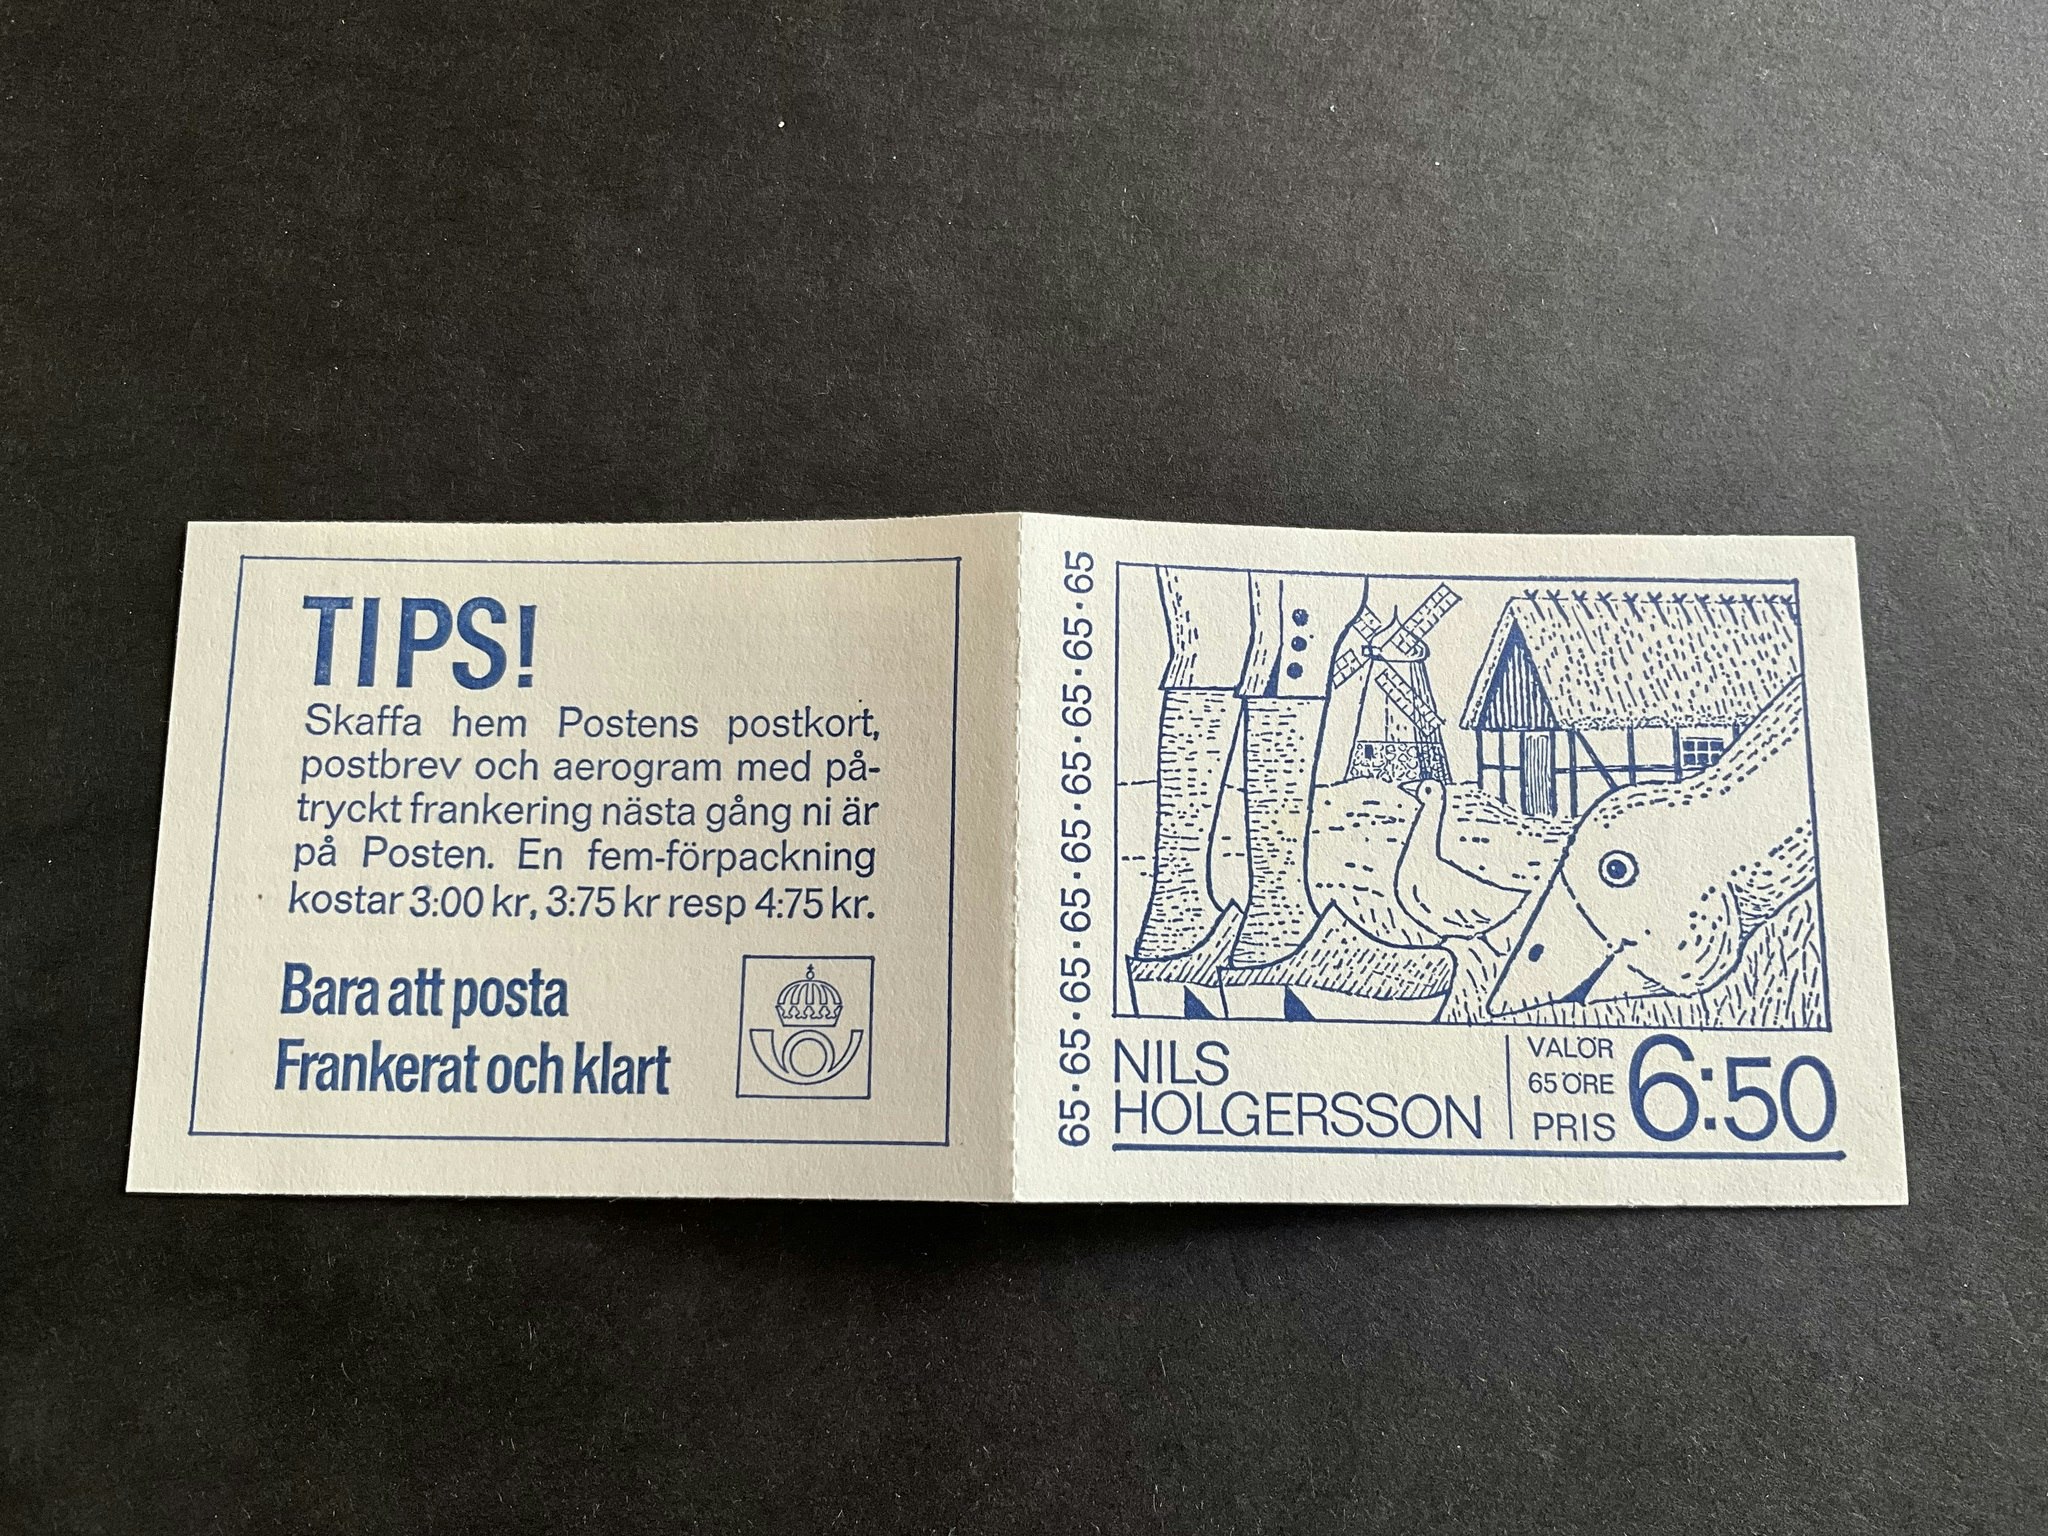 TIPS!
Skaffa hem Postens postkort,
postbrev och aerogram med på-
tryckt frankering nästa gång ni är
på Posten. En fem-förpackning
kostar 3:00 kr, 3:75 kr resp 4:75 kr.
Bara att posta
Frankerat och klart
65·65·65·65·65·65·65·65·65
NILS
HOLGERSSON
VALÖR
65 ÖRE
PRIS
6:50